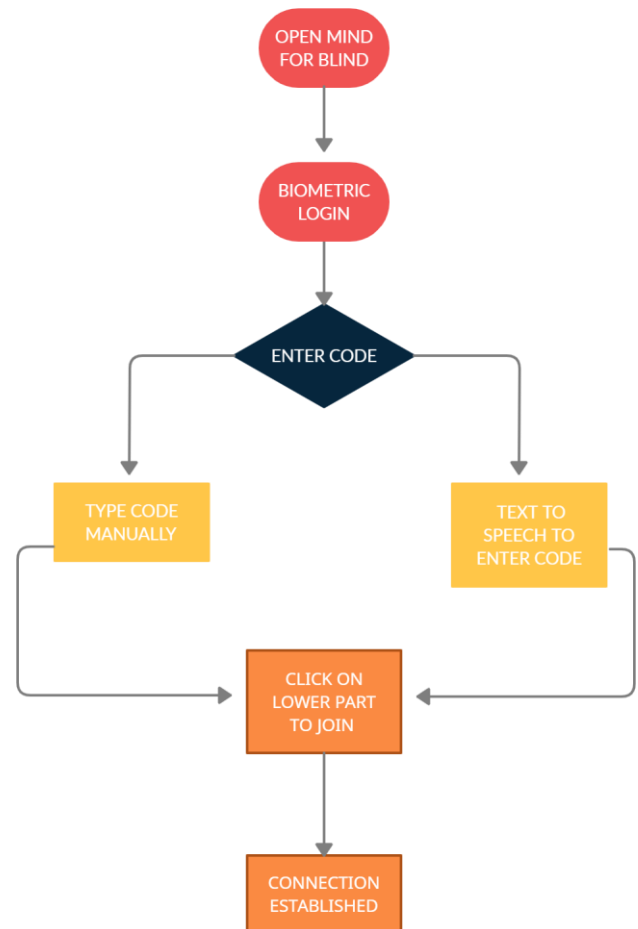 OPEN MIND
FOR BLIND
BIOMETRIC
LOGIN
ENTER CODE
TYPE CODE
MANUALLY
TEXT TO
SPEECH TO
ENTER CODE
CLICK ON
LOWER PART
TO JOIN
CONNECTION
ESTABLISHED